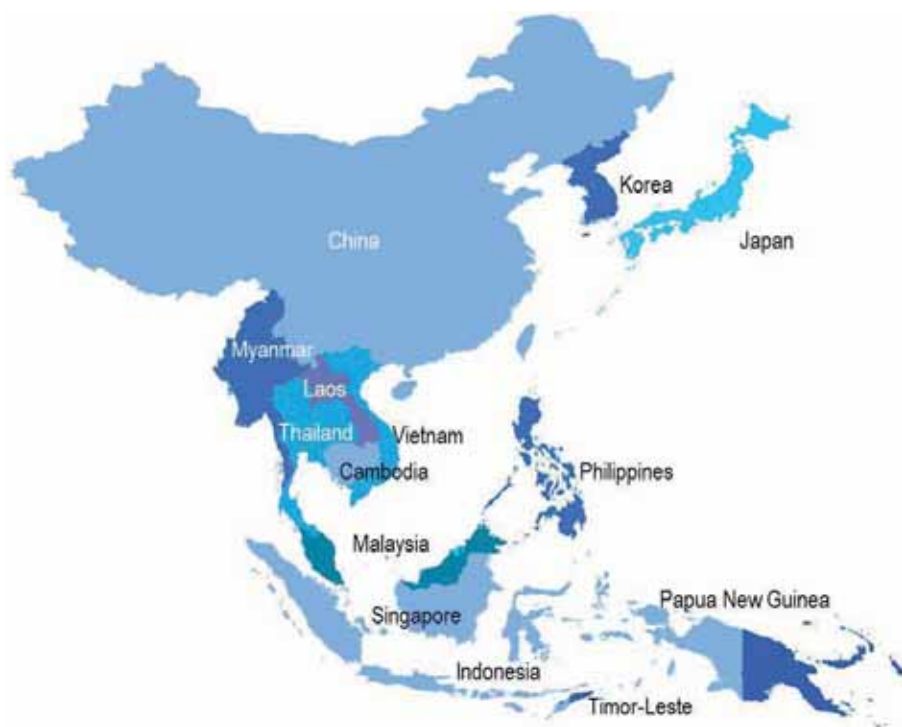 Korea
Japan
China
Myanmar
Laos
Thailand
Vietnam
Cambodia
Philippines
Malaysia
Papua New Guinea
Singapore
Indonesia
Timor-Leste